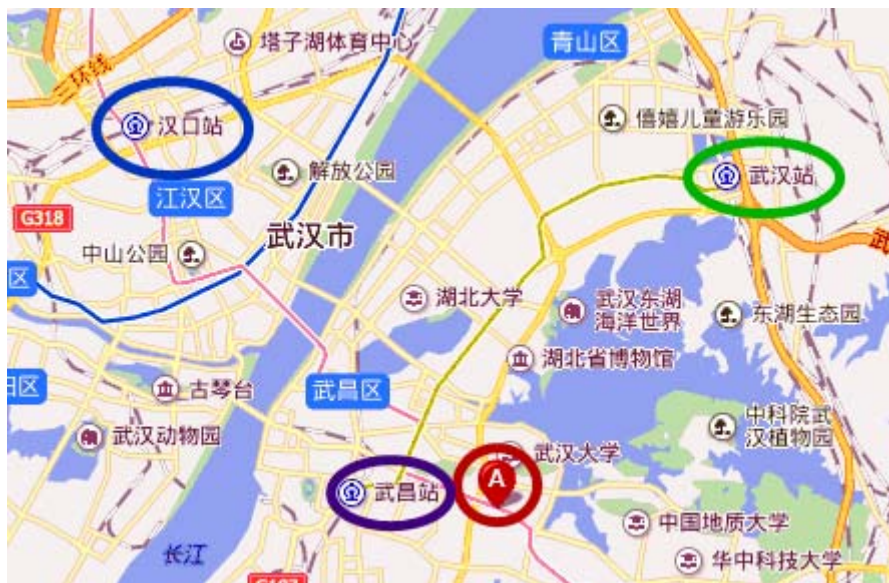 塔子湖体育中心
青山区
三环线
汉口站
僖嬉儿童游乐园
解放公园
武汉站
江汉区
G318
武汉市
武
中山公园
区
湖北大学
武汉东湖
海洋世界
东湖生态园
湖北省博物馆
武昌区
古琴台
区
中科院武
汉植物园
武汉动物园
武汉大学
A
武昌站
中国地质大学
长江
华中科技大学